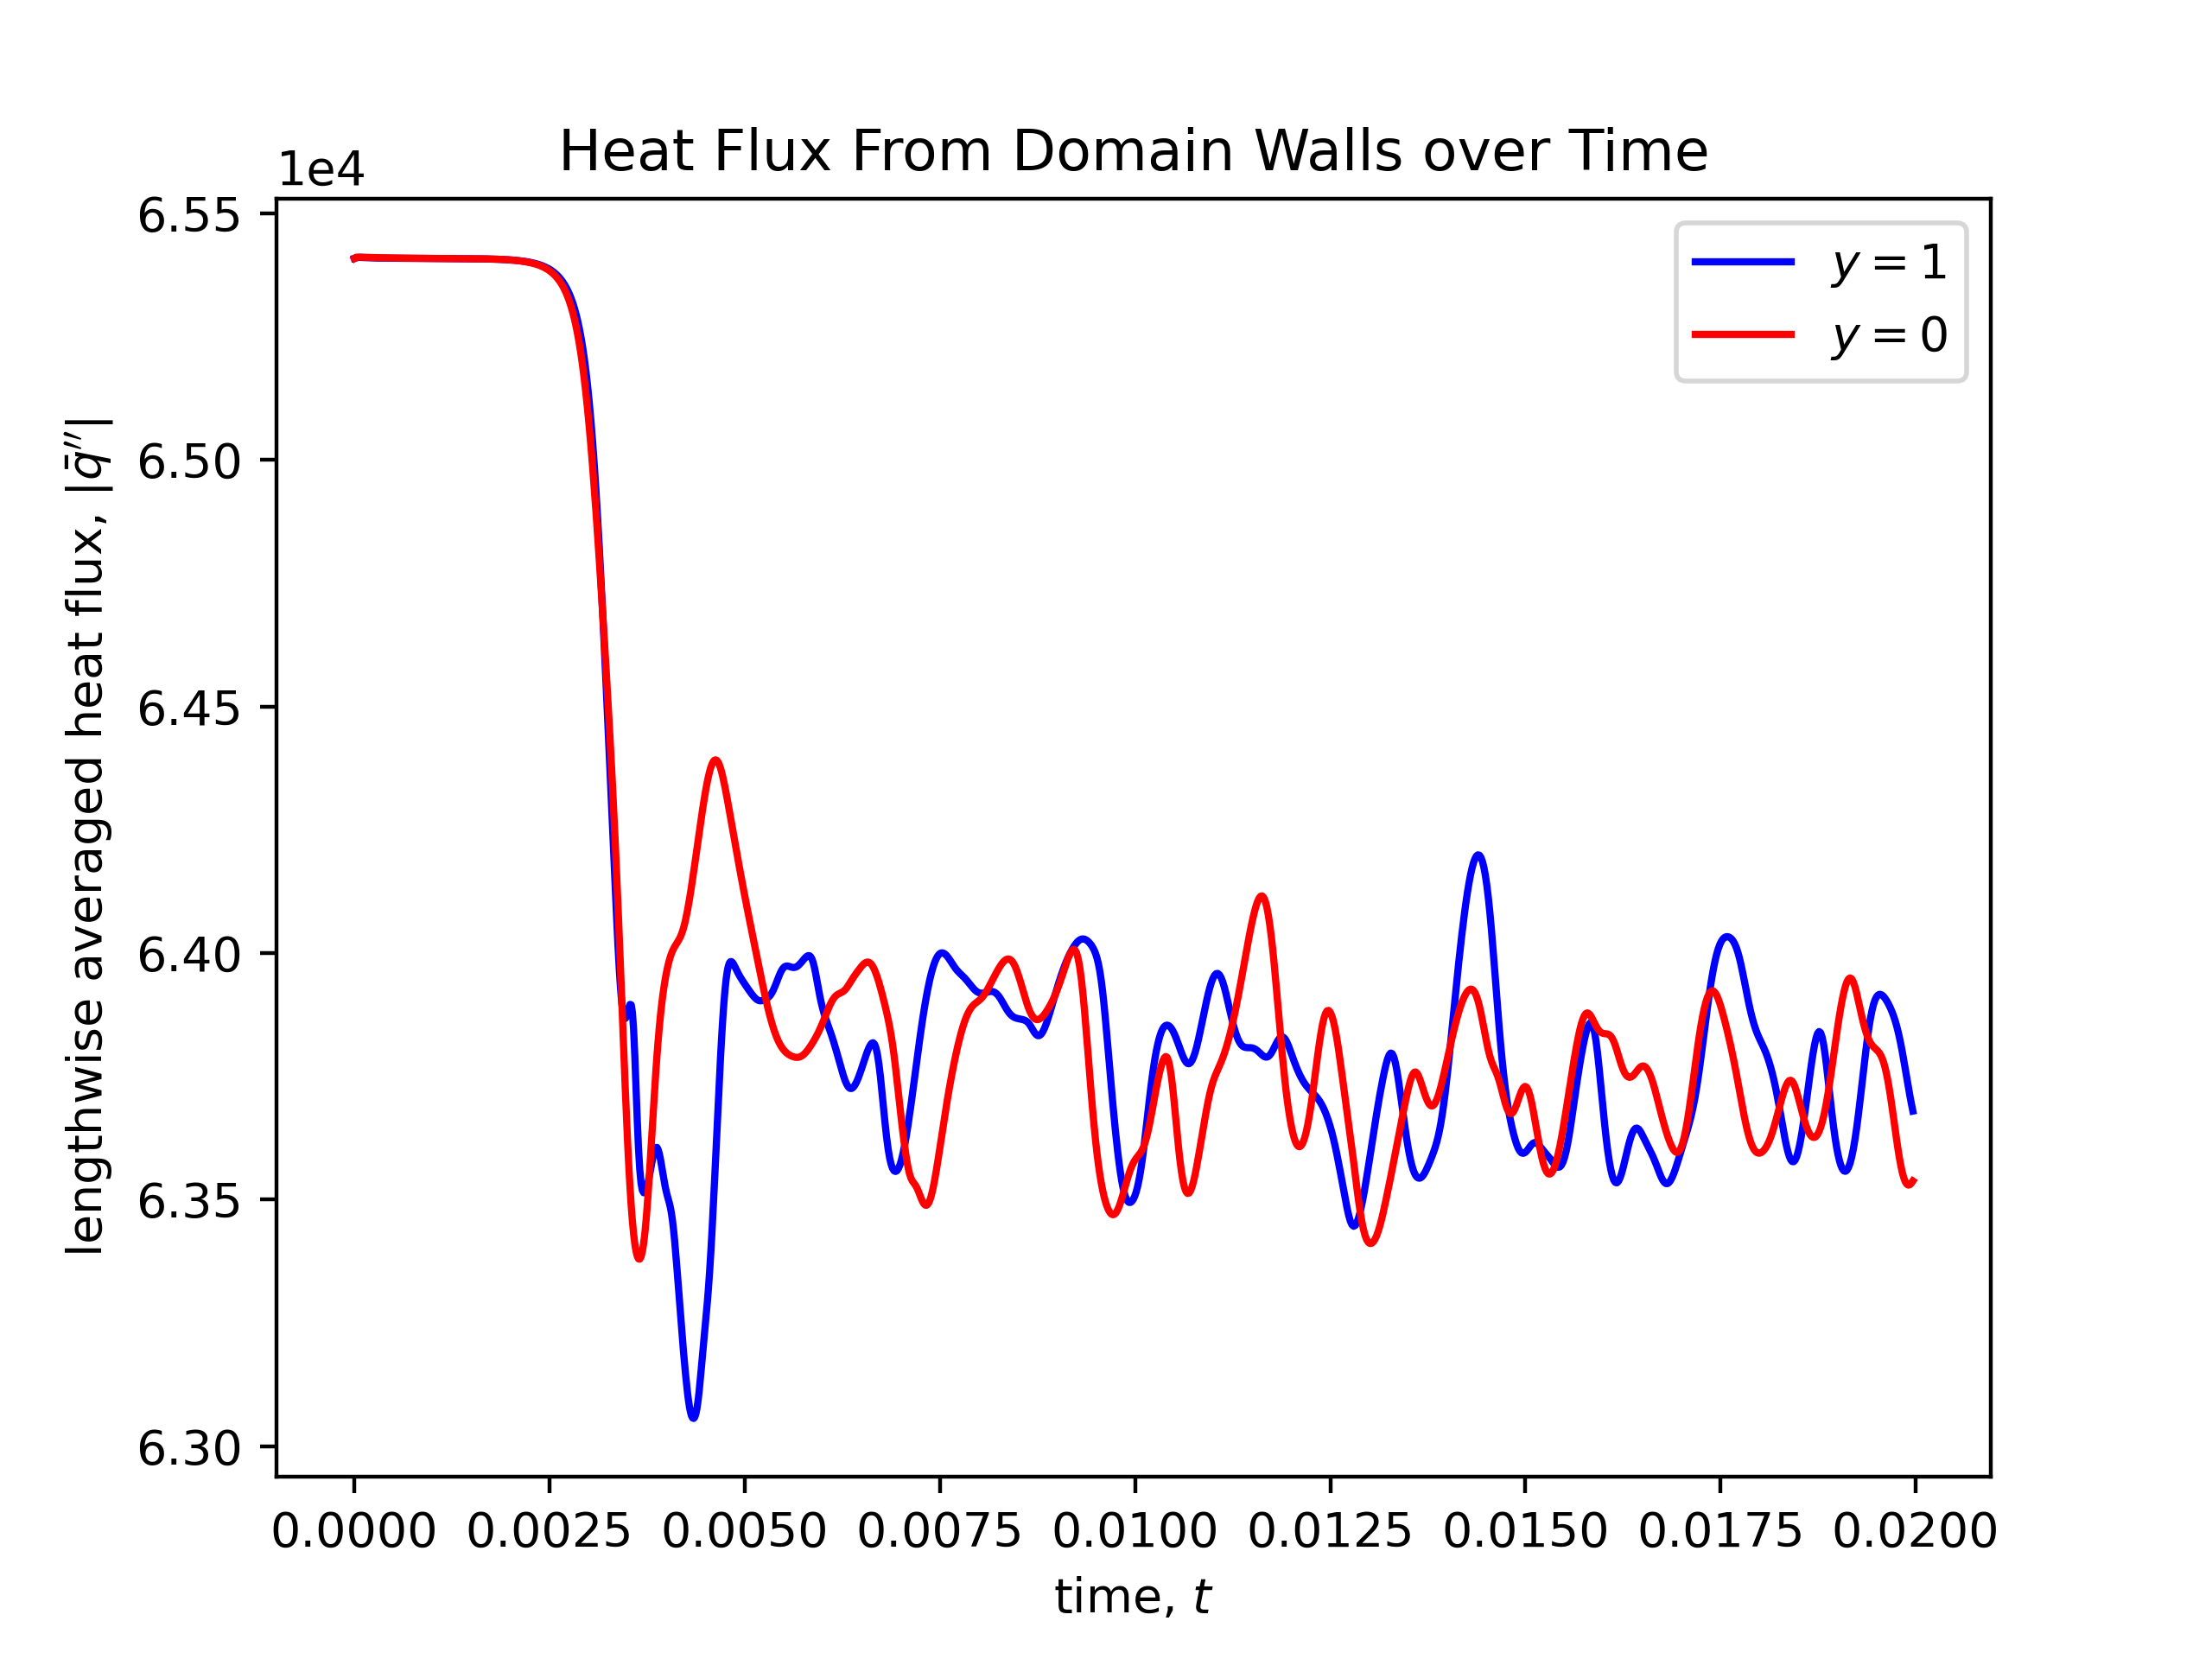 Heat Flux From Domain Walls over Time
1e4
6.55
6.50
6.45
6.40
6.35
6.30
lengthwise averaged heat flux, |q̄′′|
y = 1
y = 0
0.0000 0.0025 0.0050 0.0075 0.0100 0.0125 0.0150 0.0175 0.0200
time, t